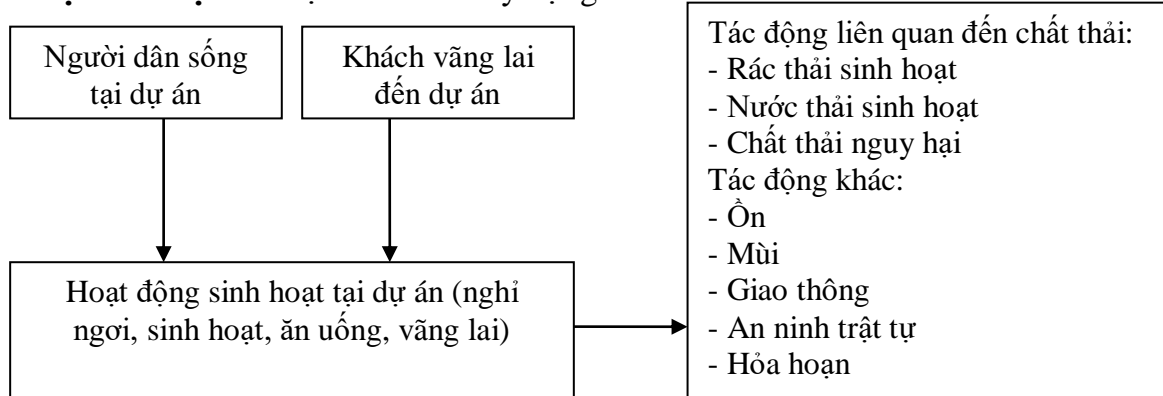 Người dân sống
tại dự án
Khách vãng lai
đến dự án
Hoạt động sinh hoạt tại dự án (nghỉ
ngơi, sinh hoạt, ăn uống, vãng lai)
Tác động liên quan đến chất thải:
- Rác thải sinh hoạt
- Nước thải sinh hoạt
- Chất thải nguy hại
Tác động khác:
- Ồn
- Mùi
- Giao thông
- An ninh trật tự
- Hỏa hoạn